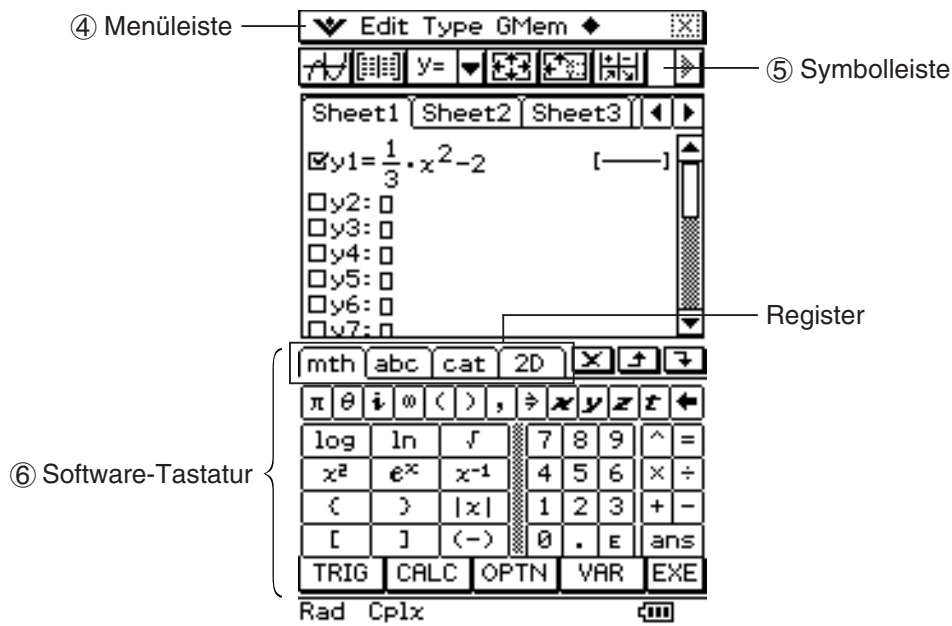 ④ Menüleiste
Edit Type GMem ◆
y=
⑤ Symbolleiste
Sheet1 Sheet2 Sheet3
y1=1/3·x²-2 [—]
y2:
y3:
y4:
y5:
y6:
y7:
Register
mth abc cat 2D
π θ i ∞ ( ) , ⇒ x y z t ←
log ln √ 7 8 9 ^ =
⑥ Software-Tastatur
x² eˣ x⁻¹ 4 5 6 × ÷
{ } |x| 1 2 3 + −
[ ] (−) 0 . E ans
TRIG CALC OPTN VAR EXE
Rad Cplx